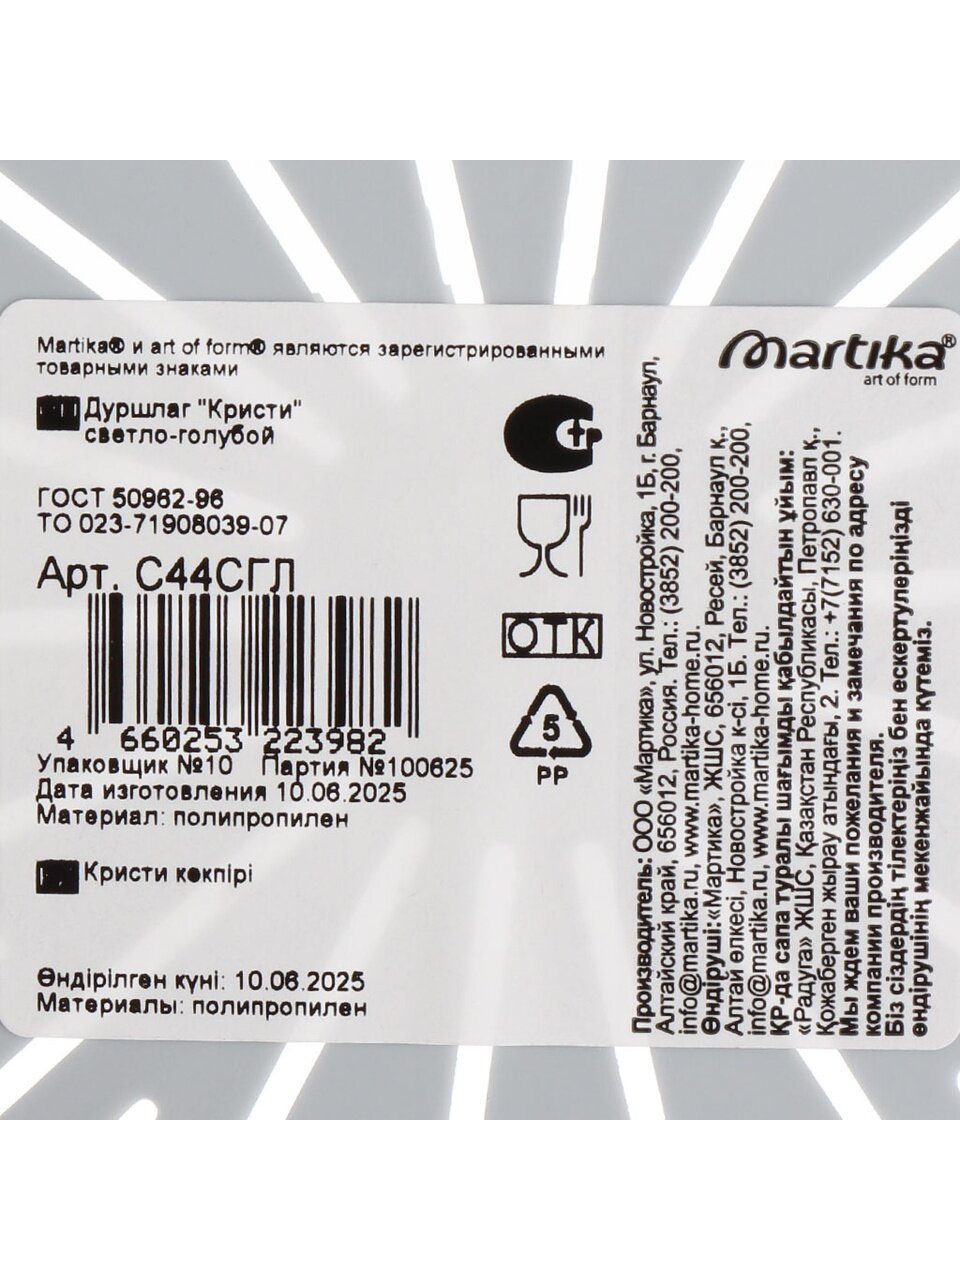 Martika® и art of form® являются зарегистрированными
товарными знаками
Дуршлаг "Кристи"
светло-голубой
ГОСТ 50962-96
ТО 023-71908039-07
Арт. С44СГЛ
4 660253 223982
Упаковщик №10 Партия №100625
Дата изготовления 10.06.2025
Материал: полипропилен
Кристи көкпірі
Өндірілген күні: 10.06.2025
Материалы: полипропилен
тр
ОТК
5
PP
Martika®
art of form
Производитель: ООО «Мартика», ул. Новостройка, 1Б, г. Барнаул,
Алтайский край, 656012, Россия. Тел.: (3852) 200-200,
info@martika.ru, www.martika-home.ru.
Өндіруші:«Мартика», ЖШС, 656012, Ресей, Барнаул қ.,
Алтай өлкесі, Новостройка к-сі, 1Б. Тел.: (3852) 200-200,
info@martika.ru, www.martika-home.ru.
ҚР-да сапа туралы шағымды қабылдайтын ұйым:
«Радуга» ЖШС, Қазақстан Республикасы, Петропавл қ.,
Қожаберген жырау атындағы, 2. Тел.: +7(7152) 630-001.
Мы ждем ваши пожелания и замечания по адресу
компании производителя.
Біз сіздердің тілектеріңіз бен ескертулеріңізді
өндірушінің мекенжайында күтеміз.